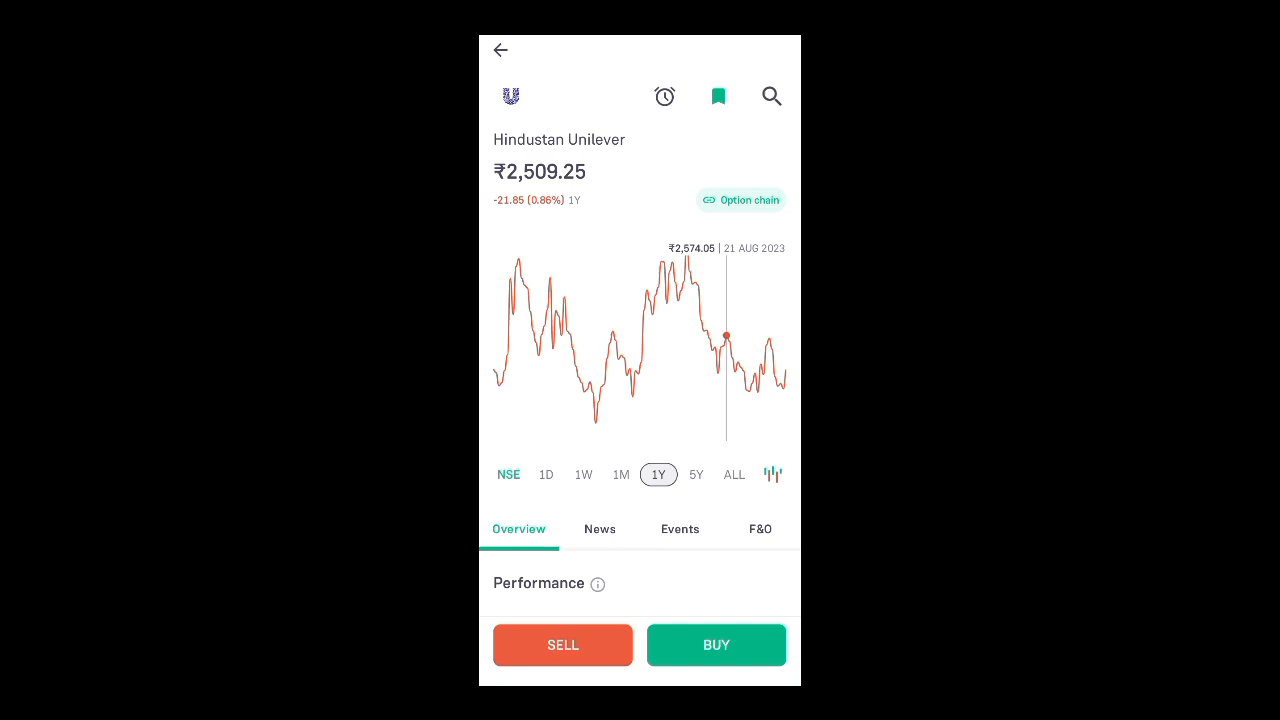 Hindustan Unilever
₹2,509.25
-21.85 (0.86%) 1Y
Option chain
₹2,574.05 | 21 AUG 2023
NSE 1D 1W 1M 1Y 5Y ALL
Overview News Events F&O
Performance
SELL BUY